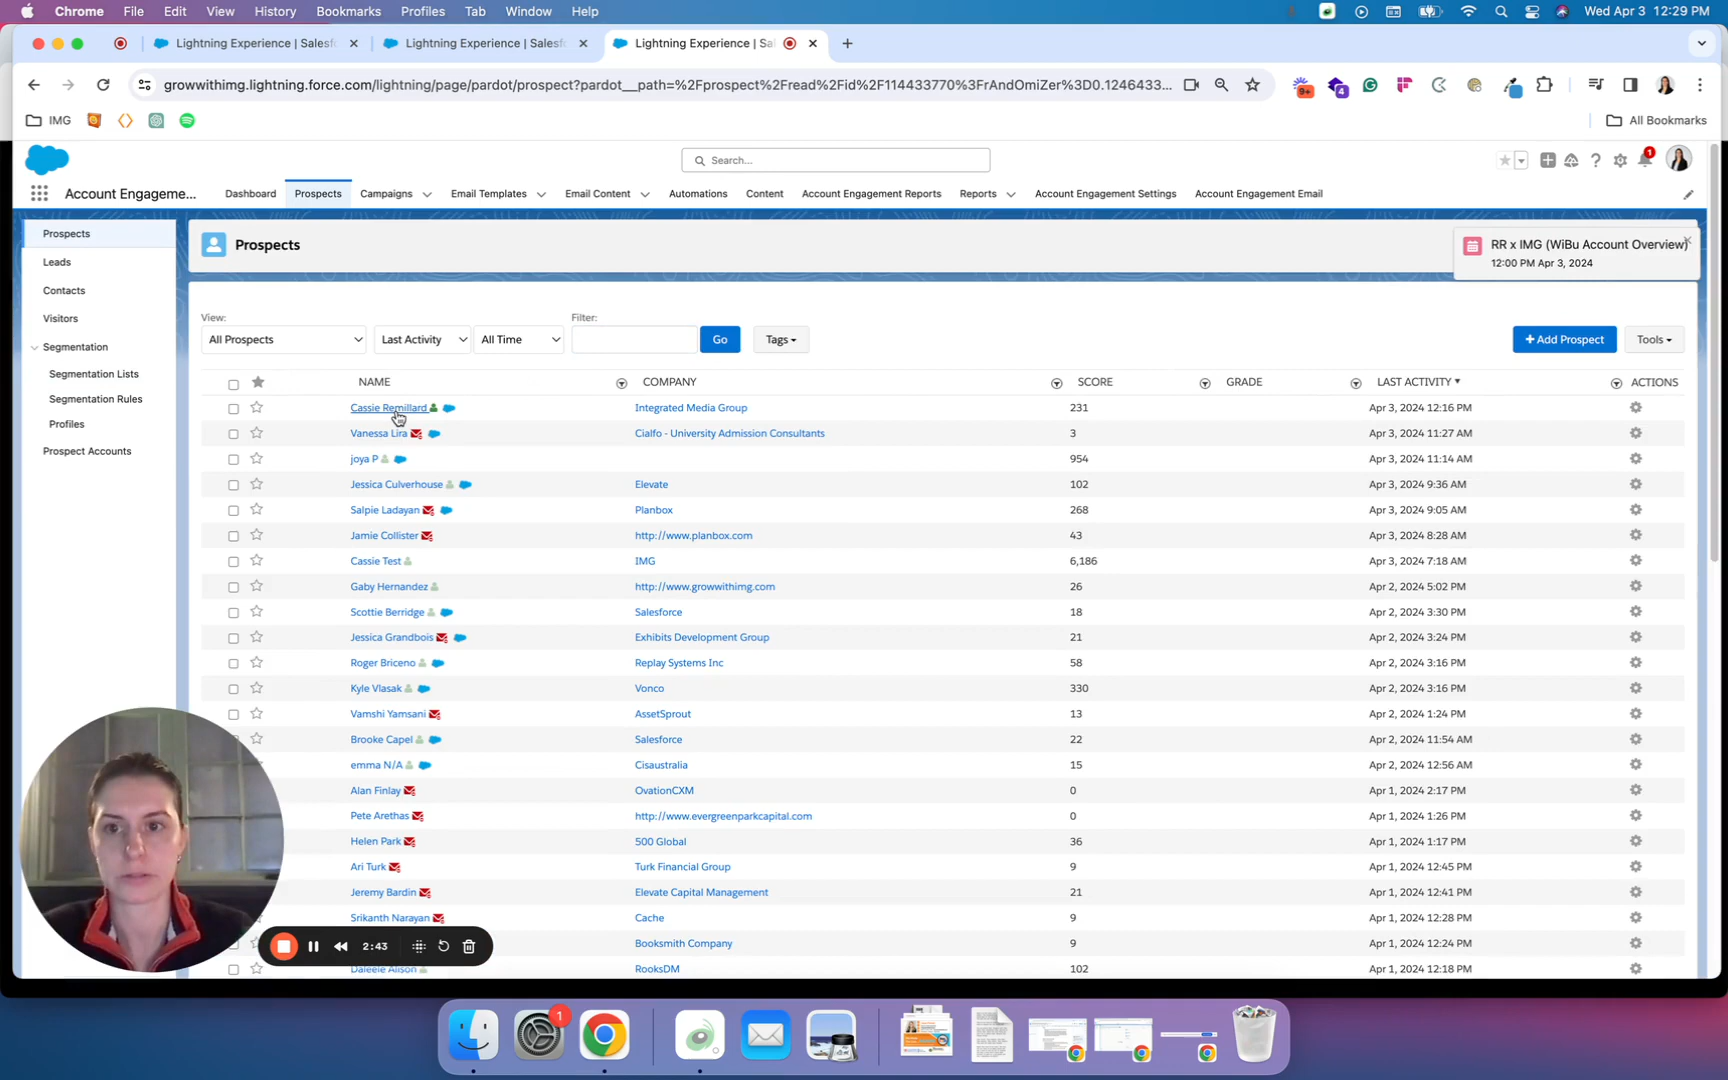 Chrome File Edit View History Bookmarks Profiles Tab Window Help Wed Apr 3 12:29 PM
Lightning Experience | Salesf Lightning Experience | Salesf Lightning Experience | Sa
growwithimg.lightning.force.com/lightning/page/pardot/prospect?pardot__path=%2Fprospect%2Fread%2Fid%2F114433770%3FrAndOmiZer%3D0.1246433... 9+ 4
IMG All Bookmarks
Search... 1
Account Engageme... Dashboard Prospects Campaigns Email Templates Email Content Automations Content Account Engagement Reports Reports Account Engagement Settings Account Engagement Email
Prospects
Leads
Contacts
Visitors
Segmentation
Segmentation Lists
Segmentation Rules
Profiles
Prospect Accounts
Prospects
RR x IMG (WiBu Account Overview)
12:00 PM Apr 3, 2024
View: Filter:
All Prospects Last Activity All Time Go Tags + Add Prospect Tools
NAME COMPANY SCORE GRADE LAST ACTIVITY ACTIONS
Cassie Remillard Integrated Media Group 231 Apr 3, 2024 12:16 PM
Vanessa Lira Cialfo - University Admission Consultants 3 Apr 3, 2024 11:27 AM
joya P 954 Apr 3, 2024 11:14 AM
Jessica Culverhouse Elevate 102 Apr 3, 2024 9:36 AM
Salpie Ladayan Planbox 268 Apr 3, 2024 9:05 AM
Jamie Collister http://www.planbox.com 43 Apr 3, 2024 8:28 AM
Cassie Test IMG 6,186 Apr 3, 2024 7:18 AM
Gaby Hernandez http://www.growwithimg.com 26 Apr 2, 2024 5:02 PM
Scottie Berridge Salesforce 18 Apr 2, 2024 3:30 PM
Jessica Grandbois Exhibits Development Group 21 Apr 2, 2024 3:24 PM
Roger Briceno Replay Systems Inc 58 Apr 2, 2024 3:16 PM
Kyle Vlasak Vonco 330 Apr 2, 2024 3:16 PM
Vamshi Yamsani AssetSprout 13 Apr 2, 2024 1:24 PM
Brooke Capel Salesforce 22 Apr 2, 2024 11:54 AM
emma N/A Cisaustralia 15 Apr 2, 2024 12:56 AM
Alan Finlay OvationCXM 0 Apr 1, 2024 2:17 PM
Pete Arethas http://www.evergreenparkcapital.com 0 Apr 1, 2024 1:26 PM
Helen Park 500 Global 36 Apr 1, 2024 1:17 PM
Ari Turk Turk Financial Group 9 Apr 1, 2024 12:45 PM
Jeremy Bardin Elevate Capital Management 21 Apr 1, 2024 12:41 PM
Srikanth Narayan Cache 9 Apr 1, 2024 12:28 PM
Booksmith Company 9 Apr 1, 2024 12:24 PM
Alison RooksDM 102 Apr 1, 2024 12:18 PM
2:43
1